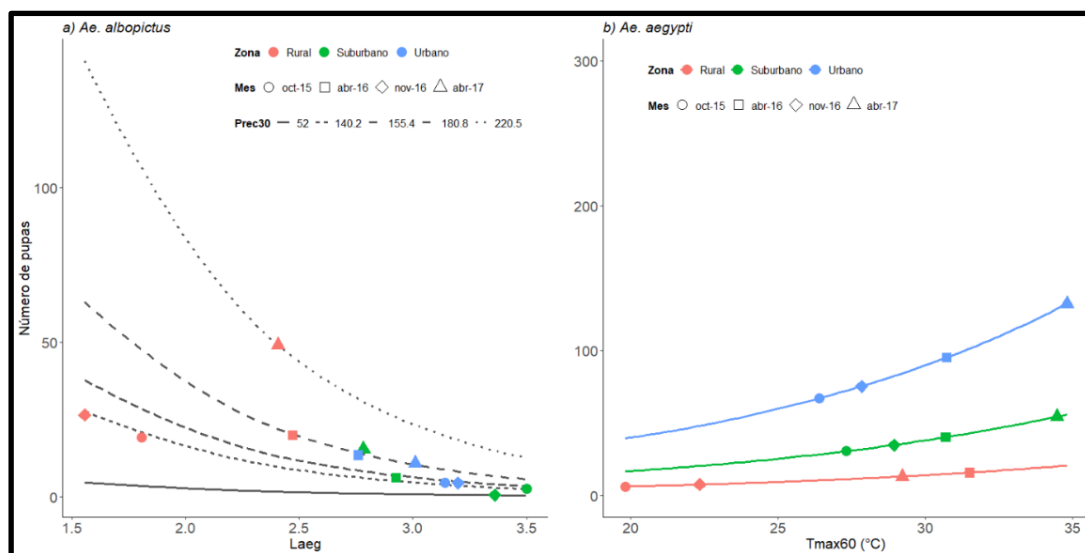 a) Ae. albopictus
Zona Rural Suburbano Urbano
Mes oct-15 abr-16 nov-16 abr-17
Prec30 52 140.2 155.4 180.8 220.5
100
50
0
Número de pupas
1.5 2.0 2.5 3.0 3.5
Laeg
b) Ae. aegypti
Zona Rural Suburbano Urbano
Mes oct-15 abr-16 nov-16 abr-17
300
200
100
0
20 25 30 35
Tmax60 (°C)